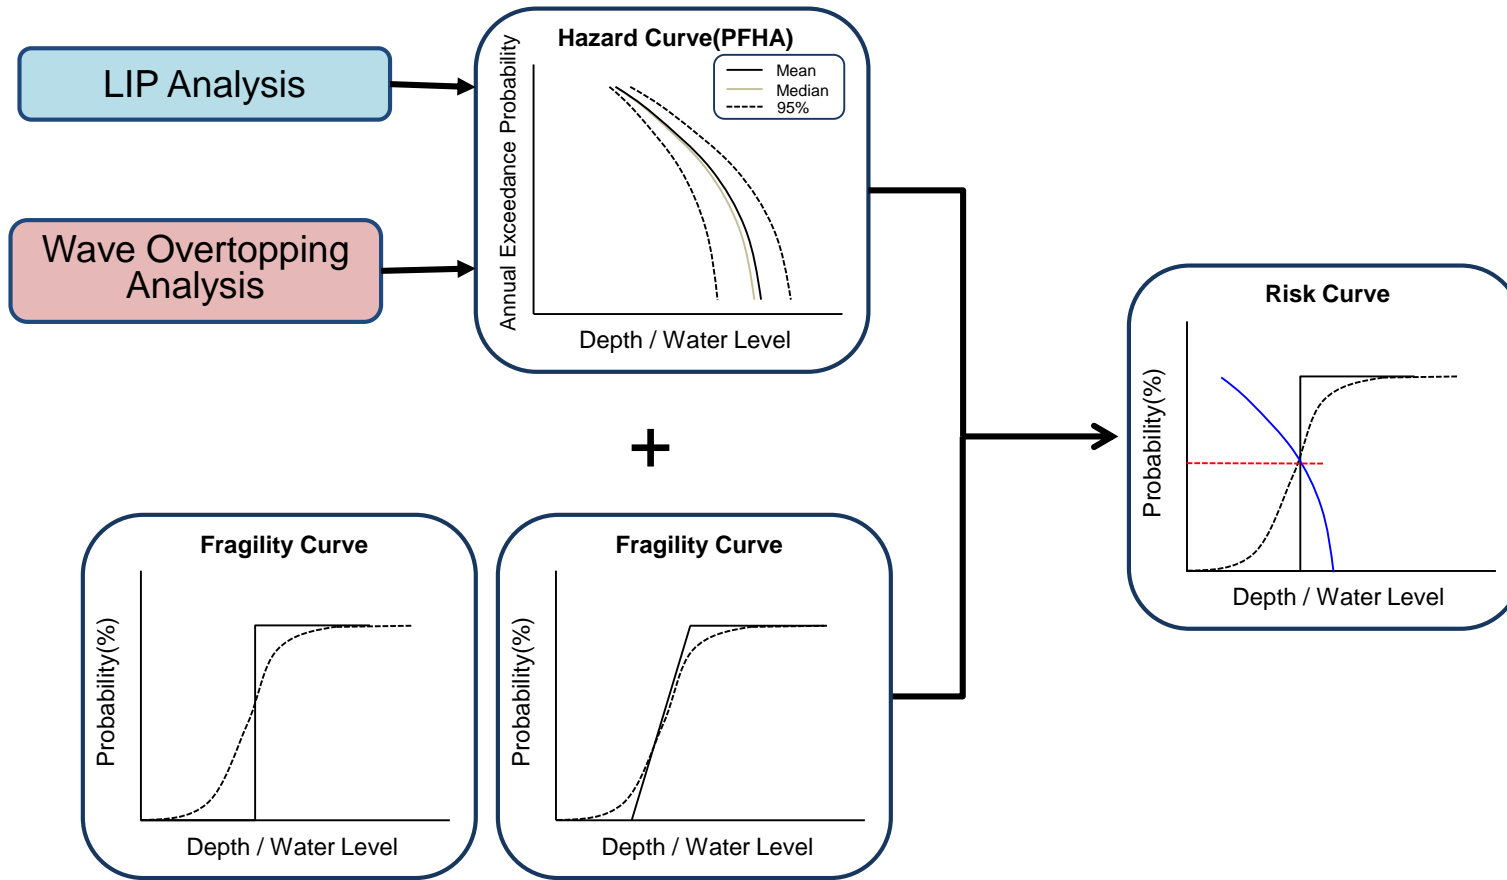 LIP Analysis
Wave Overtopping
Analysis
Hazard Curve(PFHA)
Mean
Median
95%
Annual Exceedance Probability
Depth / Water Level
+
Fragility Curve
Probability(%)
Depth / Water Level
Fragility Curve
Probability(%)
Depth / Water Level
Risk Curve
Probability(%)
Depth / Water Level